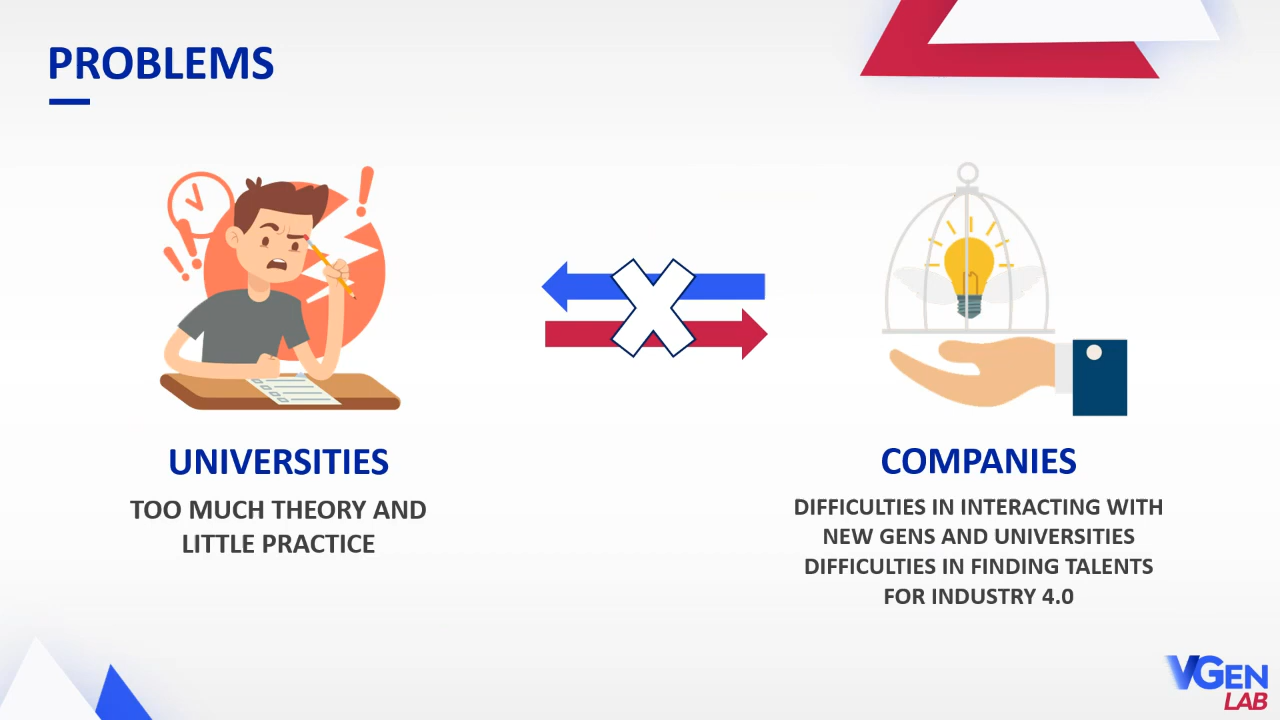 PROBLEMS
UNIVERSITIES
TOO MUCH THEORY AND
LITTLE PRACTICE
COMPANIES
DIFFICULTIES IN INTERACTING WITH
NEW GENS AND UNIVERSITIES
DIFFICULTIES IN FINDING TALENTS
FOR INDUSTRY 4.0
VGEN
LAB